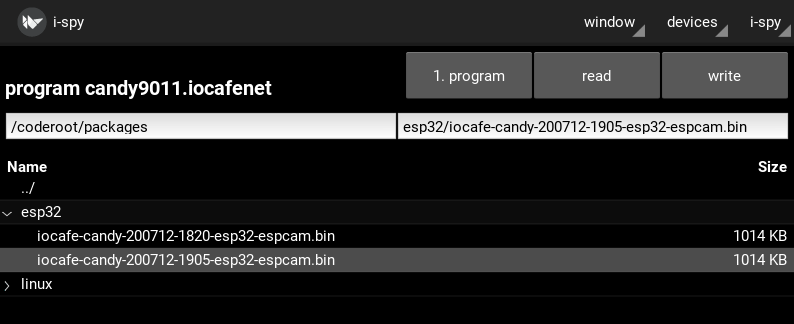 i-spy window devices i-spy
program candy9011.iocafenet 1. program read write
/coderoot/packages esp32/iocafe-candy-200712-1905-esp32-espcam.bin
Name Size
../
esp32
iocafe-candy-200712-1820-esp32-espcam.bin 1014 KB
iocafe-candy-200712-1905-esp32-espcam.bin 1014 KB
linux